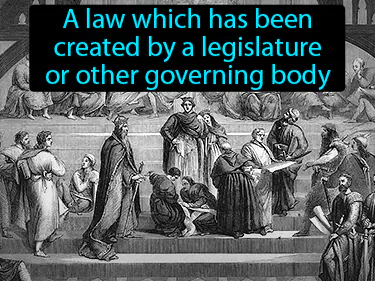 A law which has been
created by a legislature
or other governing body